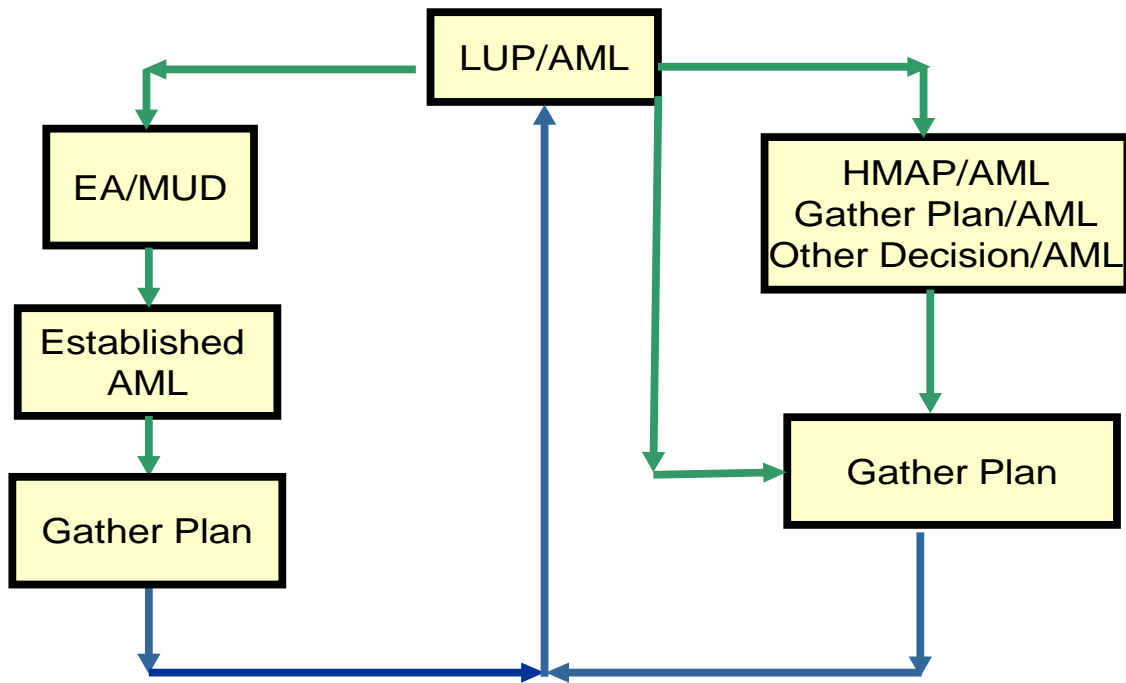 LUP/AML
EA/MUD
HMAP/AML
Gather Plan/AML
Other Decision/AML
Established
AML
Gather Plan
Gather Plan